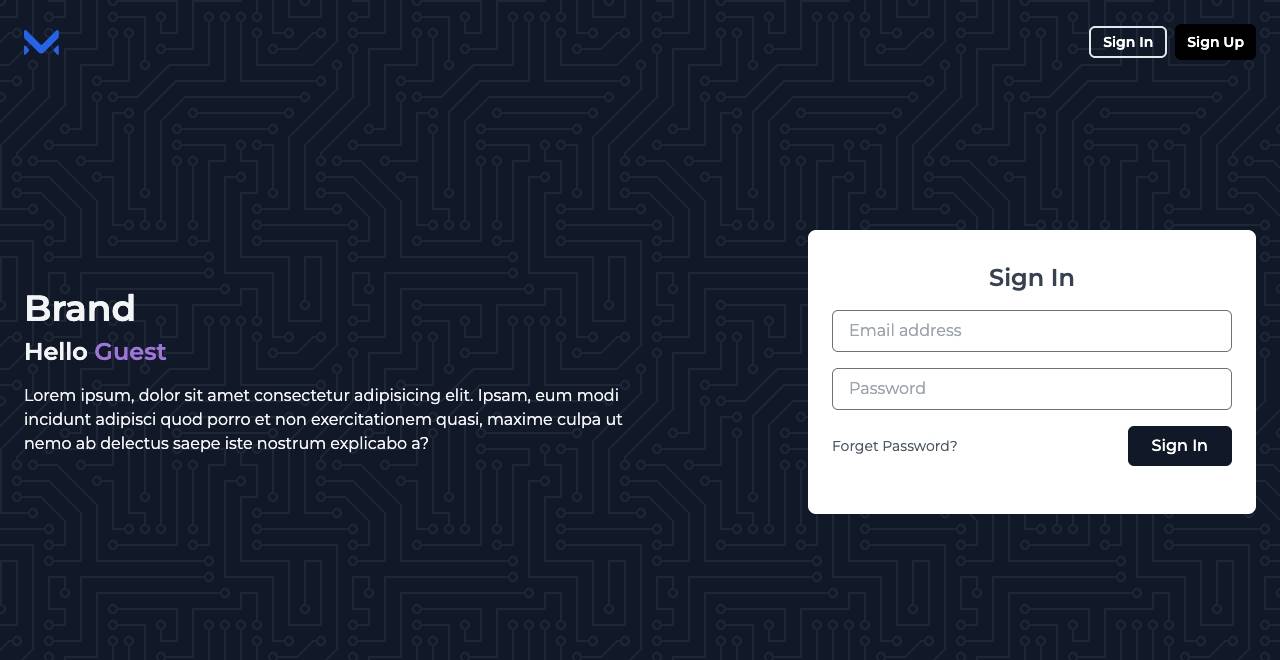 Sign In
Sign Up
Brand
Hello Guest
Lorem ipsum, dolor sit amet consectetur adipisicing elit. Ipsam, eum modi
incidunt adipisci quod porro et non exercitationem quasi, maxime culpa ut
nemo ab delectus saepe iste nostrum explicabo a?
Sign In
Email address
Password
Forget Password?
Sign In